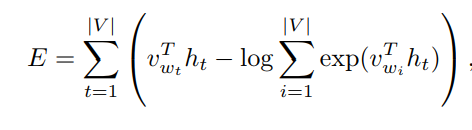 E = \sum_{t=1}^{|V|} \left( v_{w_t}^T h_t - \log \sum_{i=1}^{|V|} \exp(v_{w_i}^T h_t) \right),